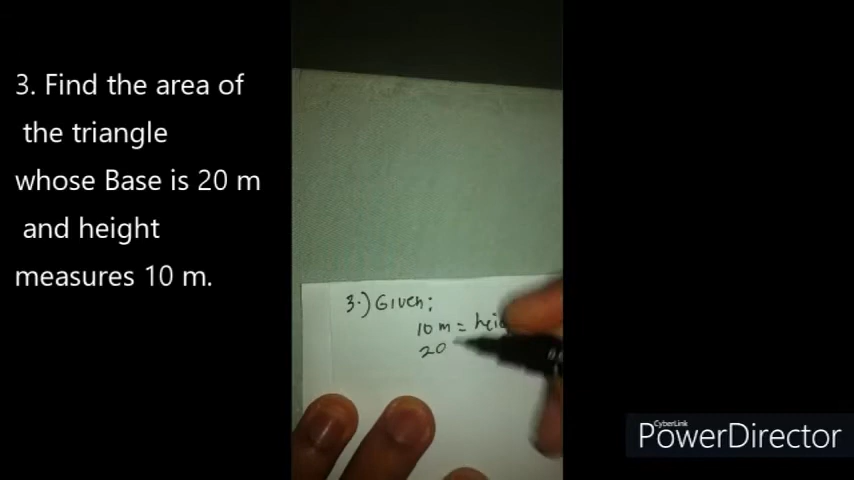 3. Find the area of
the triangle
whose Base is 20 m
and height
measures 10 m.
3.) Given:
10 m =
20
CyberLink
PowerDirector